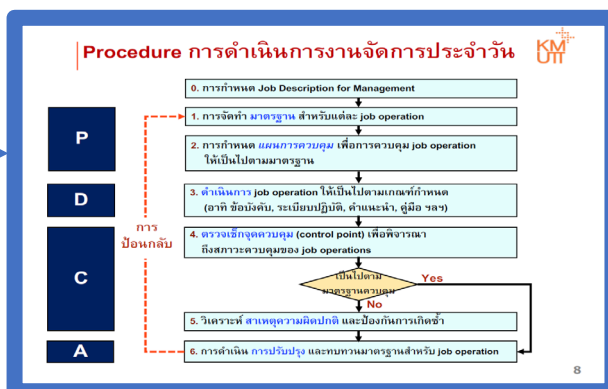 Procedure การดำเนินการงานจัดการประจำวัน
KMUTT
0. การกำหนด Job Description for Management
P
1. การจัดทำ มาตรฐาน สำหรับแต่ละ job operation
2. การกำหนด แผนการควบคุม เพื่อการควบคุม job operation
ให้เป็นไปตามมาตรฐาน
D
3. ดำเนินการ job operation ให้เป็นไปตามเกณฑ์กำหนด
(อาทิ ข้อบังคับ, ระเบียบปฏิบัติ, คำแนะนำ, คู่มือ ฯลฯ)
การ
ป้อนกลับ
C
4. ตรวจเช็กจุดควบคุม (control point) เพื่อพิจารณา
ถึงสภาวะควบคุมของ job operations
เป็นไปตาม
มาตรฐานควบคุม
Yes
No
5. วิเคราะห์ สาเหตุความผิดปกติ และป้องกันการเกิดซ้ำ
A
6. การดำเนิน การปรับปรุง และทบทวนมาตรฐานสำหรับ job operation
8